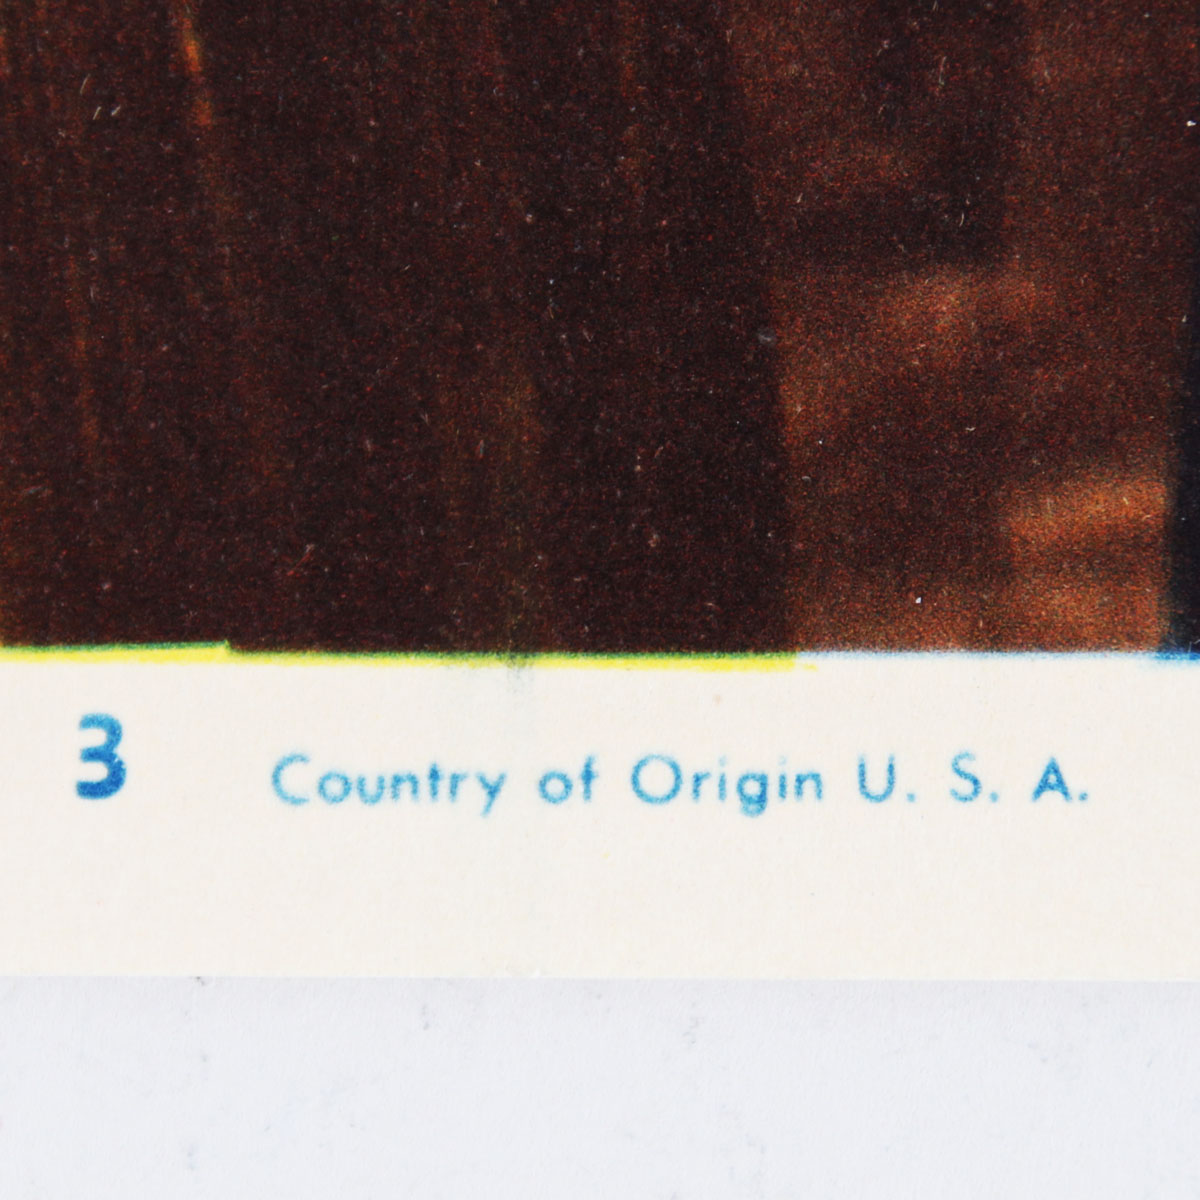 3 Country of Origin U. S. A.